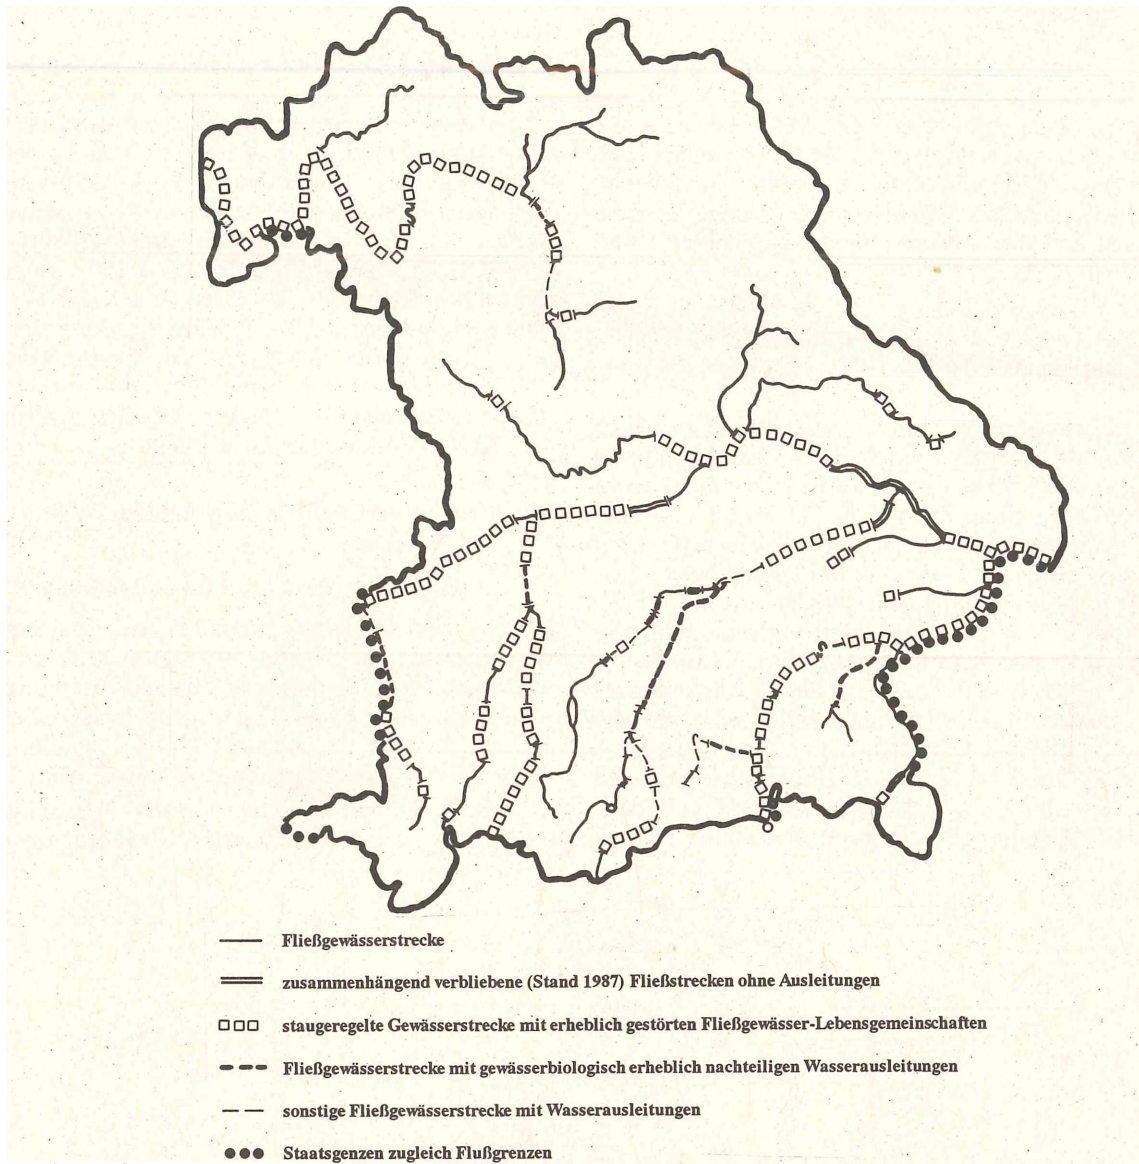 Fließgewässerstrecke
zusammenhängend verbliebene (Stand 1987) Fließstrecken ohne Ausleitungen
staugeregelte Gewässerstrecke mit erheblich gestörten Fließgewässer-Lebensgemeinschaften
Fließgewässerstrecke mit gewässerbiologisch erheblich nachteiligen Wasserausleitungen
sonstige Fließgewässerstrecke mit Wasserausleitungen
Staatsgenzen zugleich Flußgrenzen